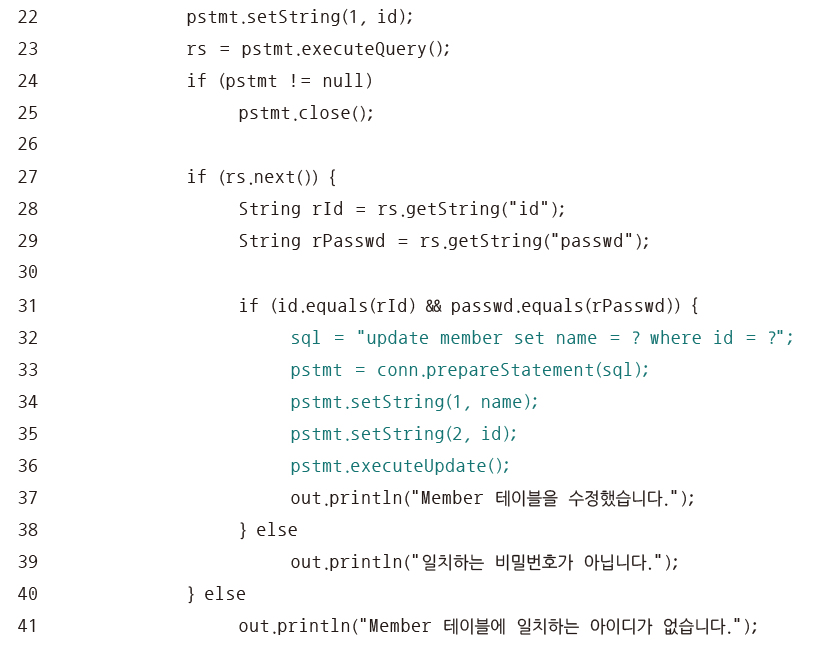 22 pstmt.setString(1, id);
23 rs = pstmt.executeQuery();
24 if (pstmt != null)
25 pstmt.close();
26
27 if (rs.next()) {
28 String rId = rs.getString("id");
29 String rPasswd = rs.getString("passwd");
30
31 if (id.equals(rId) && passwd.equals(rPasswd)) {
32 sql = "update member set name = ? where id = ?";
33 pstmt = conn.prepareStatement(sql);
34 pstmt.setString(1, name);
35 pstmt.setString(2, id);
36 pstmt.executeUpdate();
37 out.println("Member 테이블을 수정했습니다.");
38 } else
39 out.println("일치하는 비밀번호가 아닙니다.");
40 } else
41 out.println("Member 테이블에 일치하는 아이디가 없습니다.");